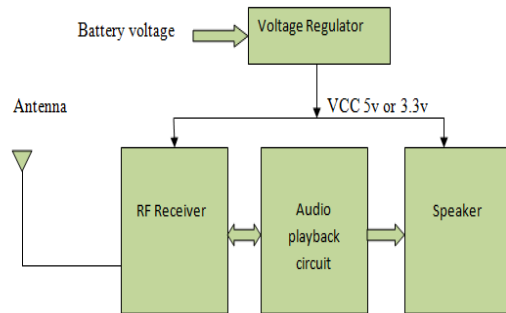 Battery voltage
Voltage Regulator
VCC 5v or 3.3v
Antenna
RF Receiver
Audio
playback
circuit
Speaker